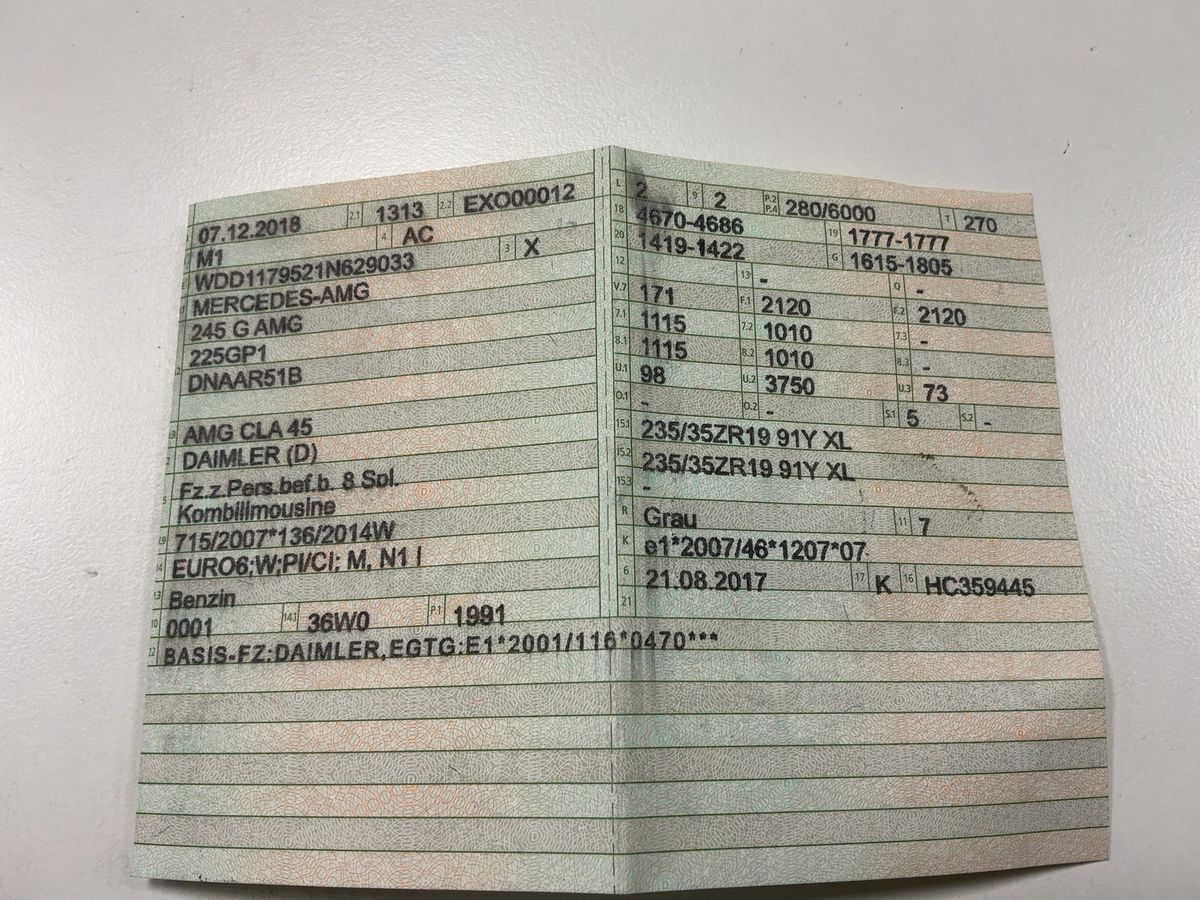 07.12.2018 2.1 1313 2.2 EXO00012
M1 4 AC
WDD1179521N629033 3 X
MERCEDES-AMG
245 G AMG
225GP1
DNAAR51B
AMG CLA 45
DAIMLER (D)
5 Fz.z.Pers.bef.b. 8 Spl.
Kombilimousine
715/2007*136/2014W
14 EURO6;W;PI/CI; M, N1 I
Benzin
10 0001 14.1 36W0 P.1 1991
22 BASIS-FZ:DAIMLER,EGTG:E1*2001/116*0470***
L 2 9 2 P.2 P.4 280/6000 T 270
18 4670-4686 19 1777-1777
20 1419-1422 G 1615-1805
12 13 - Q -
V.7 171 F.1 2120 F.2 2120
7.1 1115 7.2 1010 7.3 -
8.1 1115 8.2 1010 8.3 -
U.1 98 U.2 3750 U.3 73
O.1 - O.2 - S.1 5 S.2 -
15.1 235/35ZR19 91Y XL
15.2 235/35ZR19 91Y XL
15.3 -
R Grau 11 7
K e1*2007/46*1207*07
6 21.08.2017 17 K 16 HC359445
21